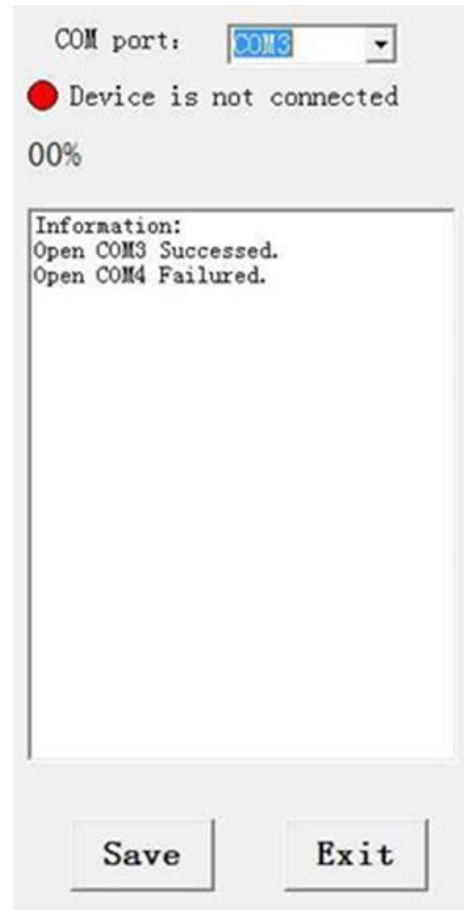 COM port: COM3
Device is not connected
00%
Information:
Open COM3 Successed.
Open COM4 Failured.
Save Exit